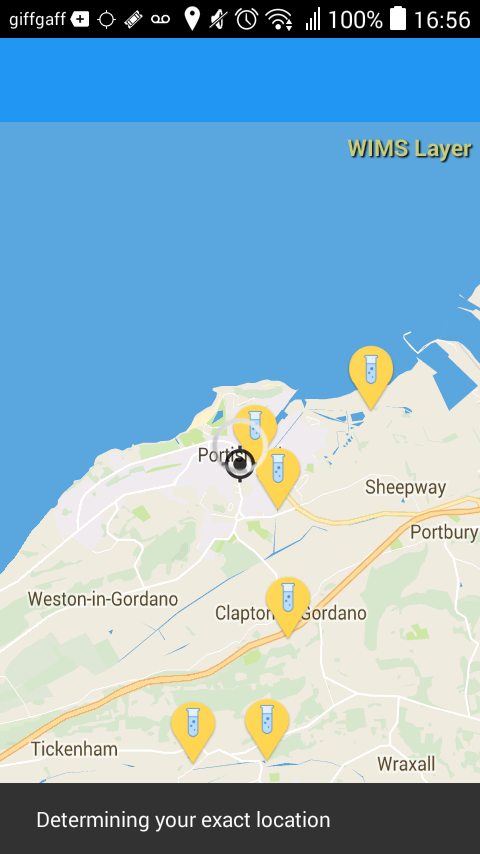 giffgaff 100% 16:56
WIMS Layer
Sheepway
Portbury
Weston-in-Gordano
Tickenham
Wraxall
Determining your exact location